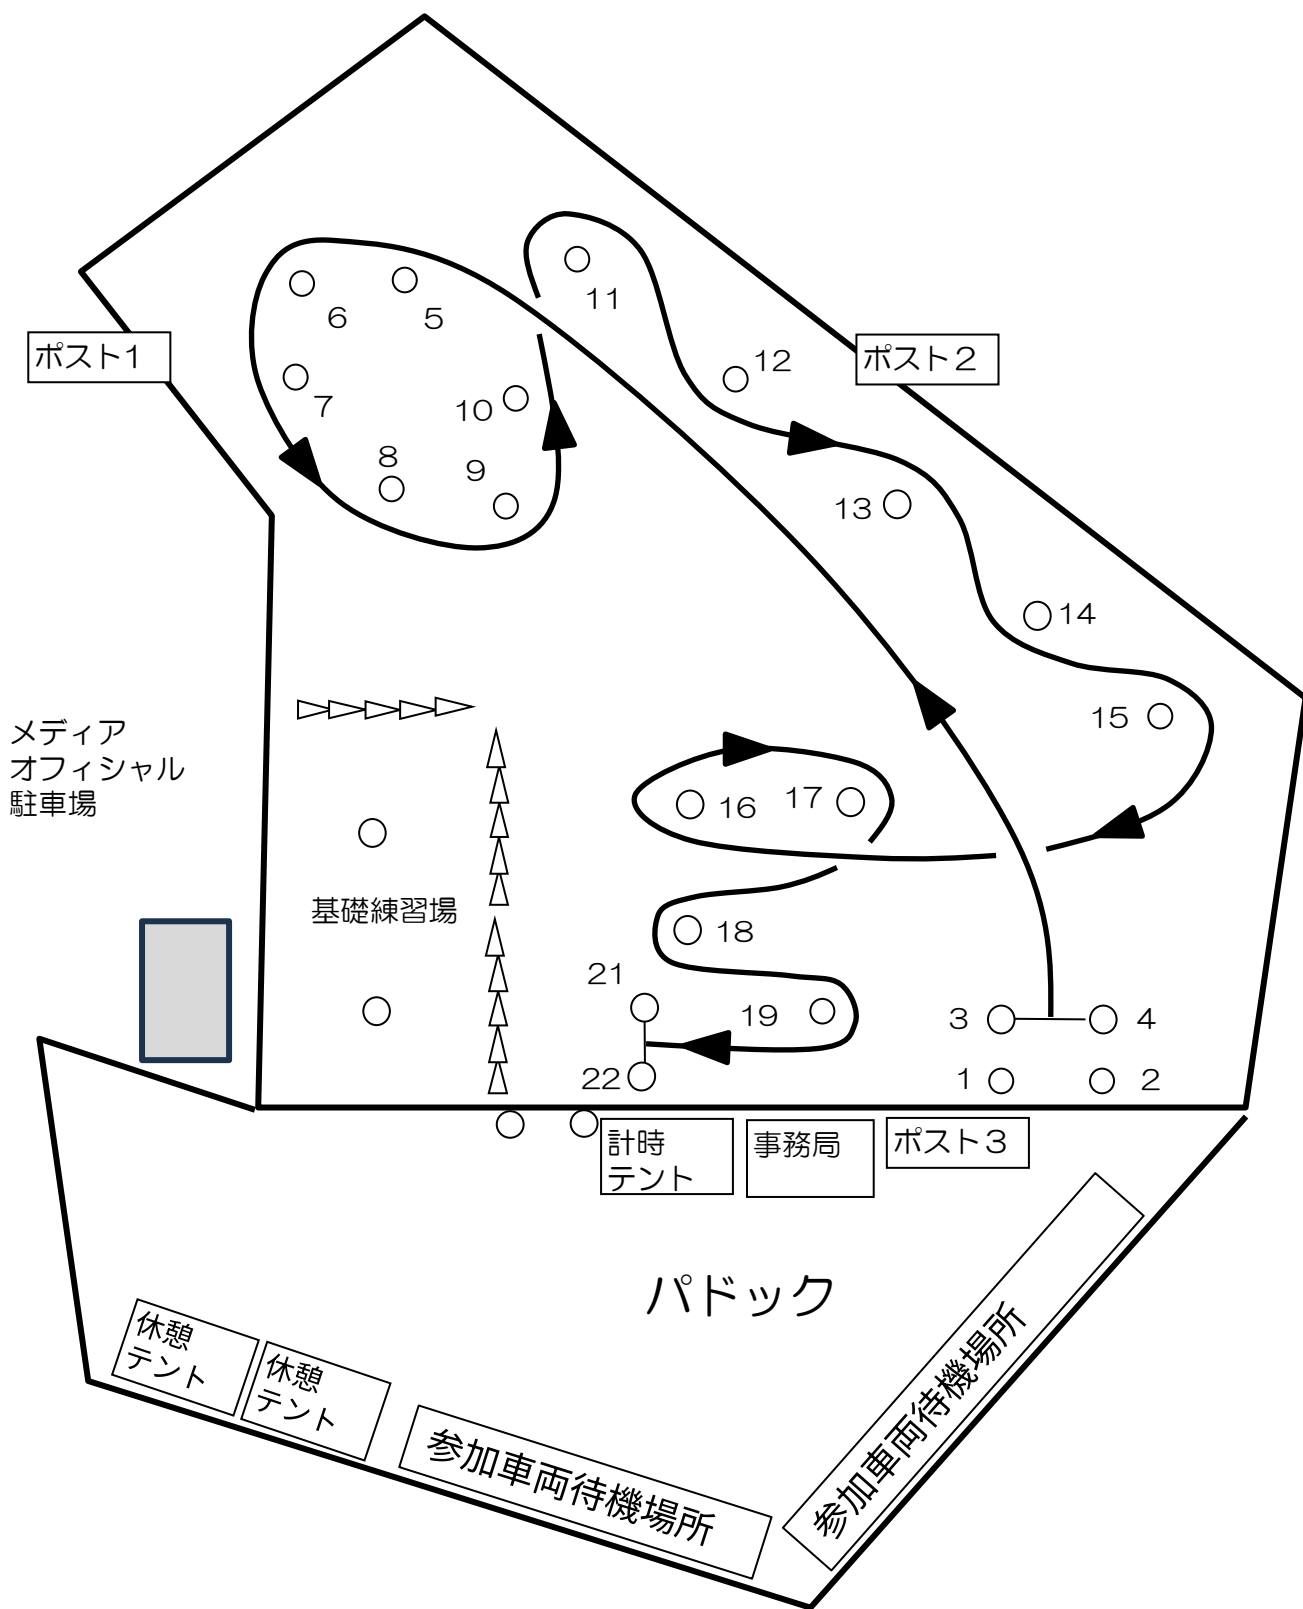 11
6
5
12
ポスト１
ポスト２
7
10
8
9
13
14
15
メディア
オフィシャル
駐車場
16
17
基礎練習場
18
21
19
3
4
22
1
2
計時
テント
事務局
ポスト３
パドック
休憩
テント
休憩
テント
参加車両待機場所
参加車両待機場所